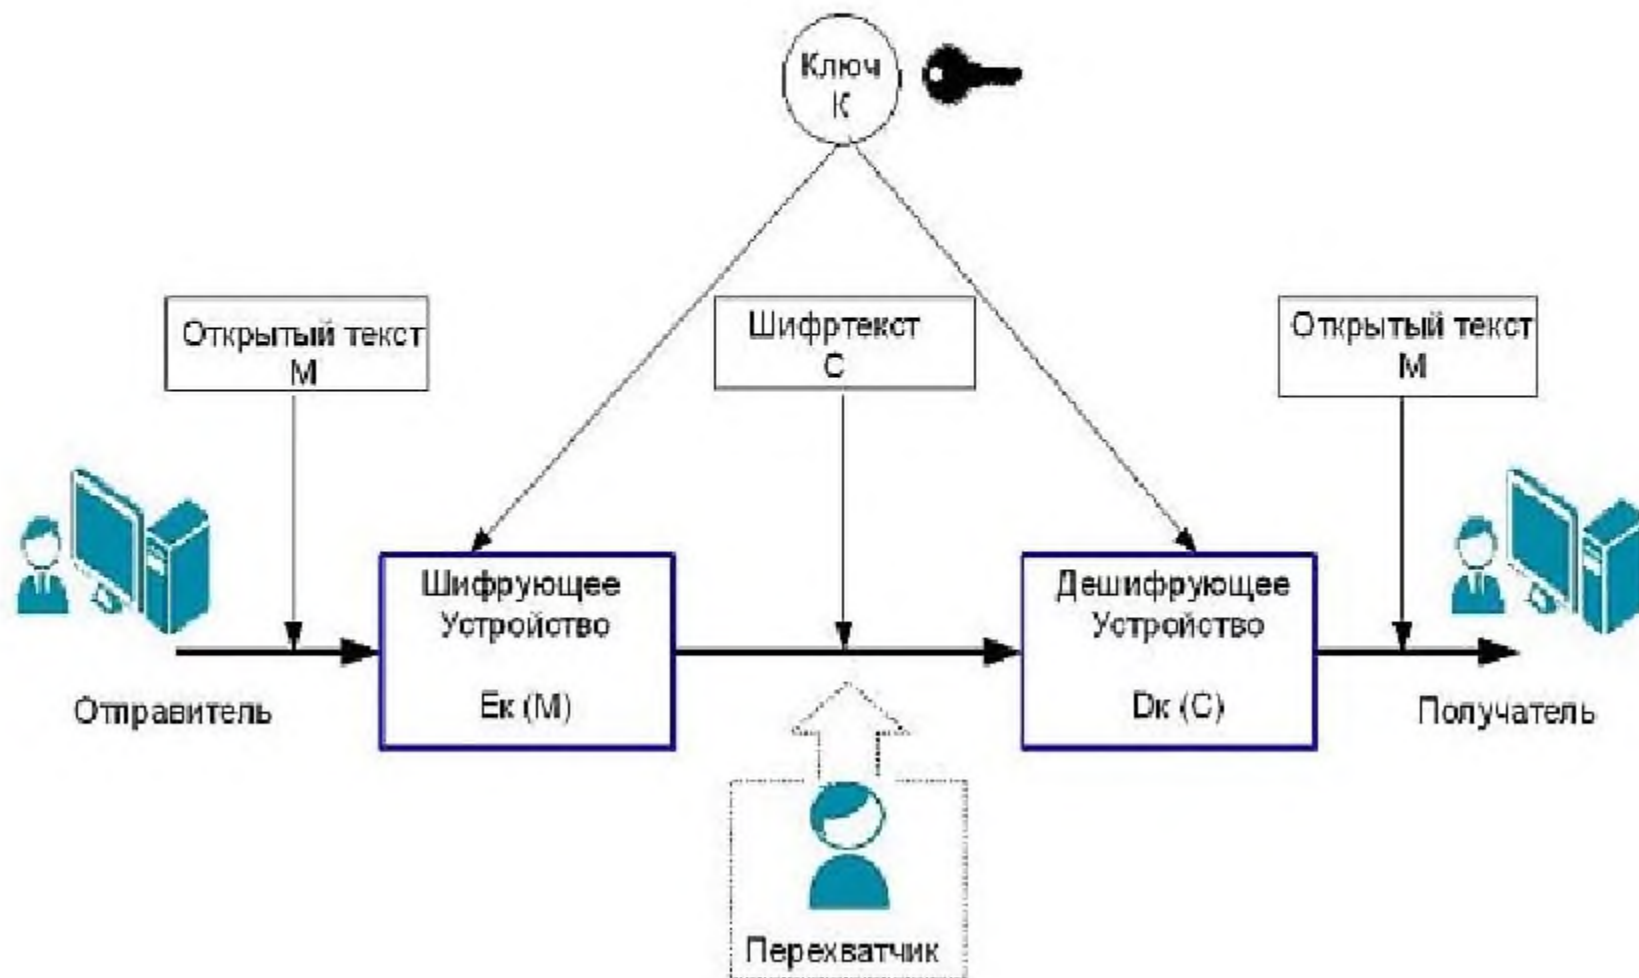 Ключ
К
Открытый текст
М
Шифртекст
С
Открытый текст
М
Шифрующее
Устройство
Ек (М)
Дешифрующее
Устройство
Dк (С)
Отправитель
Получатель
Перехватчик